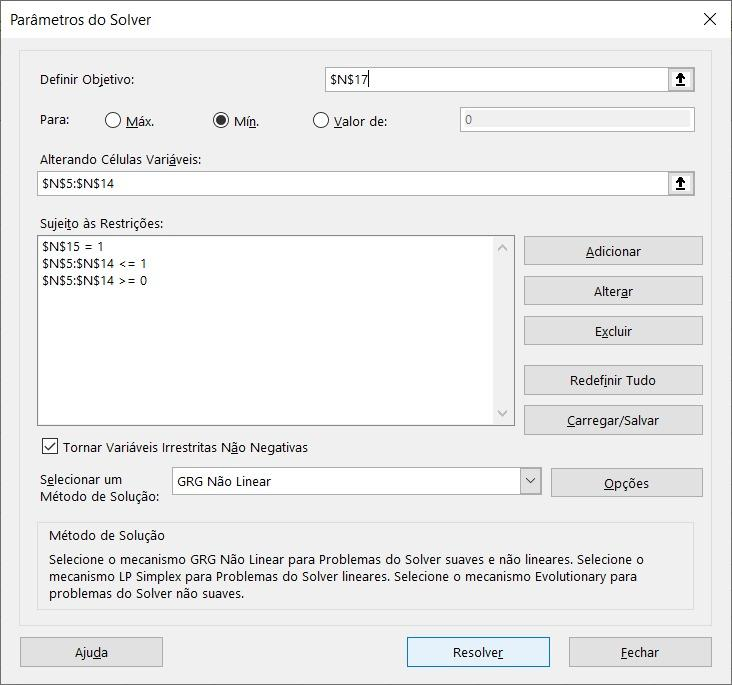 Parâmetros do Solver
Definir Objetivo:
$N$17
Para:
Máx.
Mín.
Valor de:
0
Alterando Células Variáveis:
$N$5:$N$14
Sujeito às Restrições:
$N$15 = 1
$N$5:$N$14 <= 1
$N$5:$N$14 >= 0
Adicionar
Alterar
Excluir
Redefinir Tudo
Carregar/Salvar
Tornar Variáveis Irrestritas Não Negativas
Selecionar um
Método de Solução:
GRG Não Linear
Opções
Método de Solução
Selecione o mecanismo GRG Não Linear para Problemas do Solver suaves e não lineares. Selecione o
mecanismo LP Simplex para Problemas do Solver lineares. Selecione o mecanismo Evolutionary para
problemas do Solver não suaves.
Ajuda
Resolver
Fechar